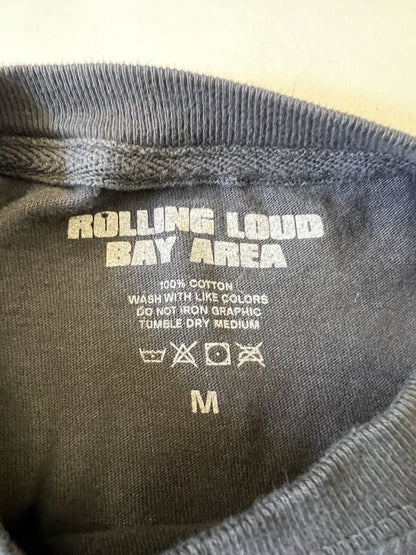 ROLLING LOUD
BAY AREA
100% COTTON
WASH WITH LIKE COLORS
DO NOT IRON GRAPHIC
TUMBLE DRY MEDIUM
M